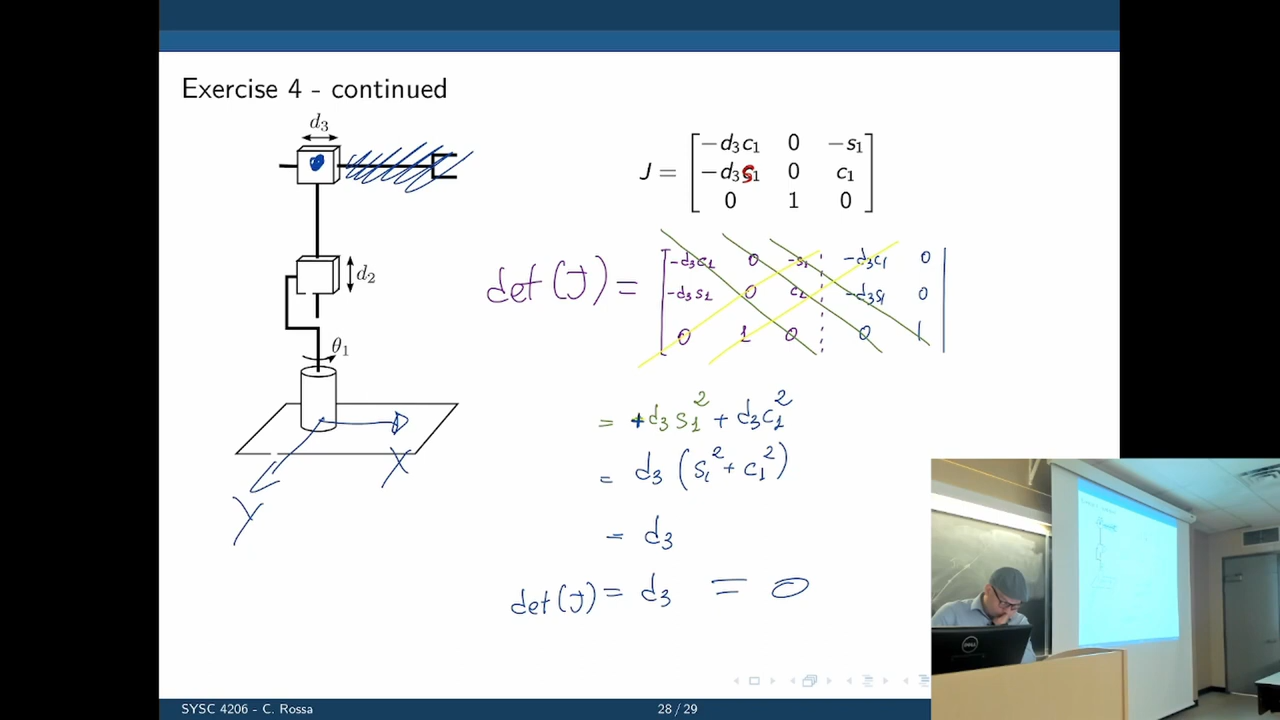 Exercise 4 - continued
d₃
d₂
θ₁
X
Y
J = [ −d₃c₁ 0 −s₁
−d₃s₁ 0 c₁
0 1 0 ]
det(J) = [ −d₃c₁ 0 −s₁ ¦ −d₃c₁ 0
−d₃s₁ 0 c₁ ¦ −d₃s₁ 0
0 1 0 ¦ 0 1 |
= +d₃s₁² + d₃c₁²
= d₃ (s₁² + c₁²)
= d₃
det(J) = d₃ = 0
SYSC 4206 - C. Rossa
28 / 29
DELL